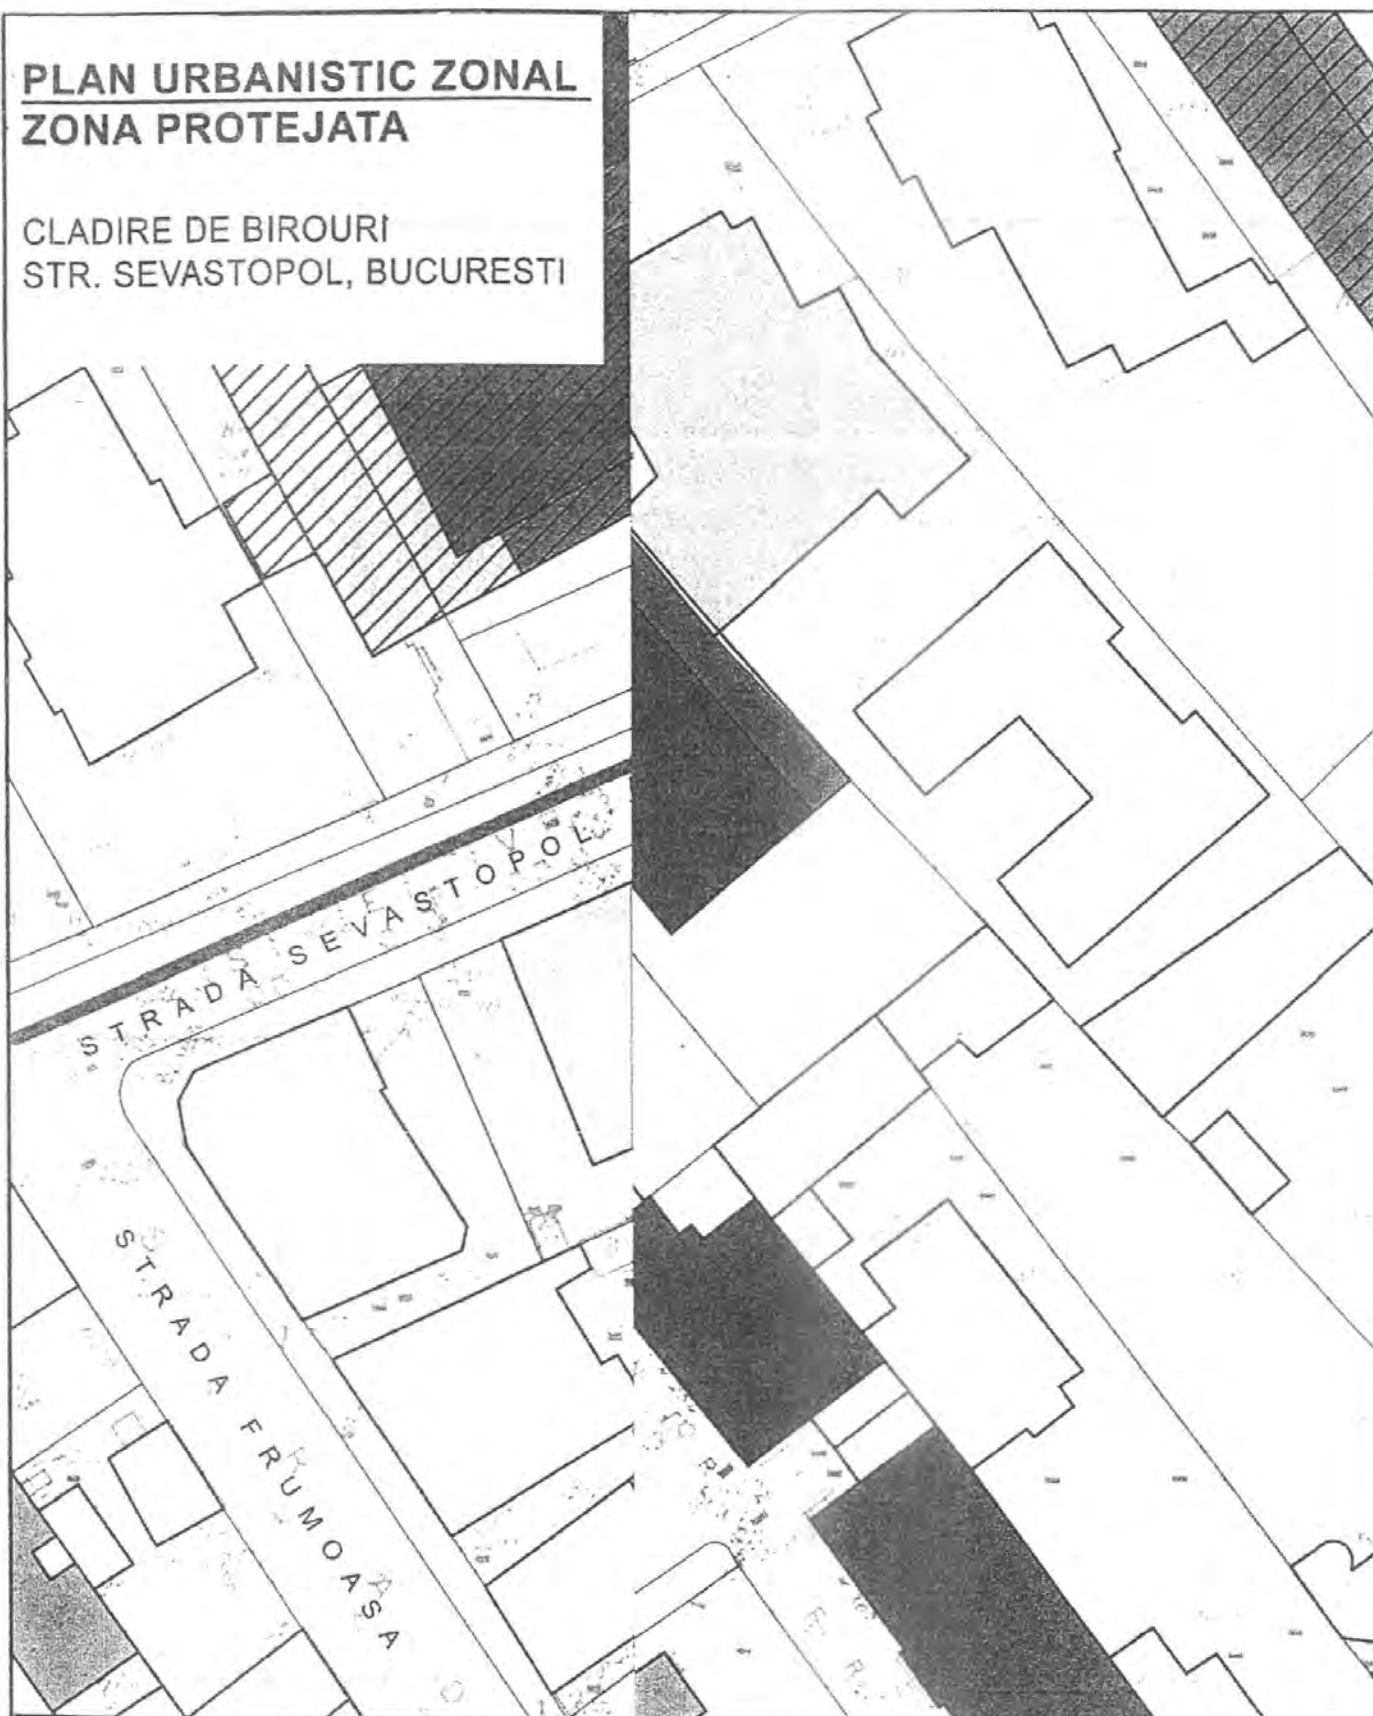 PLAN URBANISTIC ZONAL
ZONA PROTEJATA
CLADIRE DE BIROURI
STR. SEVASTOPOL, BUCURESTI
STRADA SEVASTOPOL
STRADA FRUMOASA